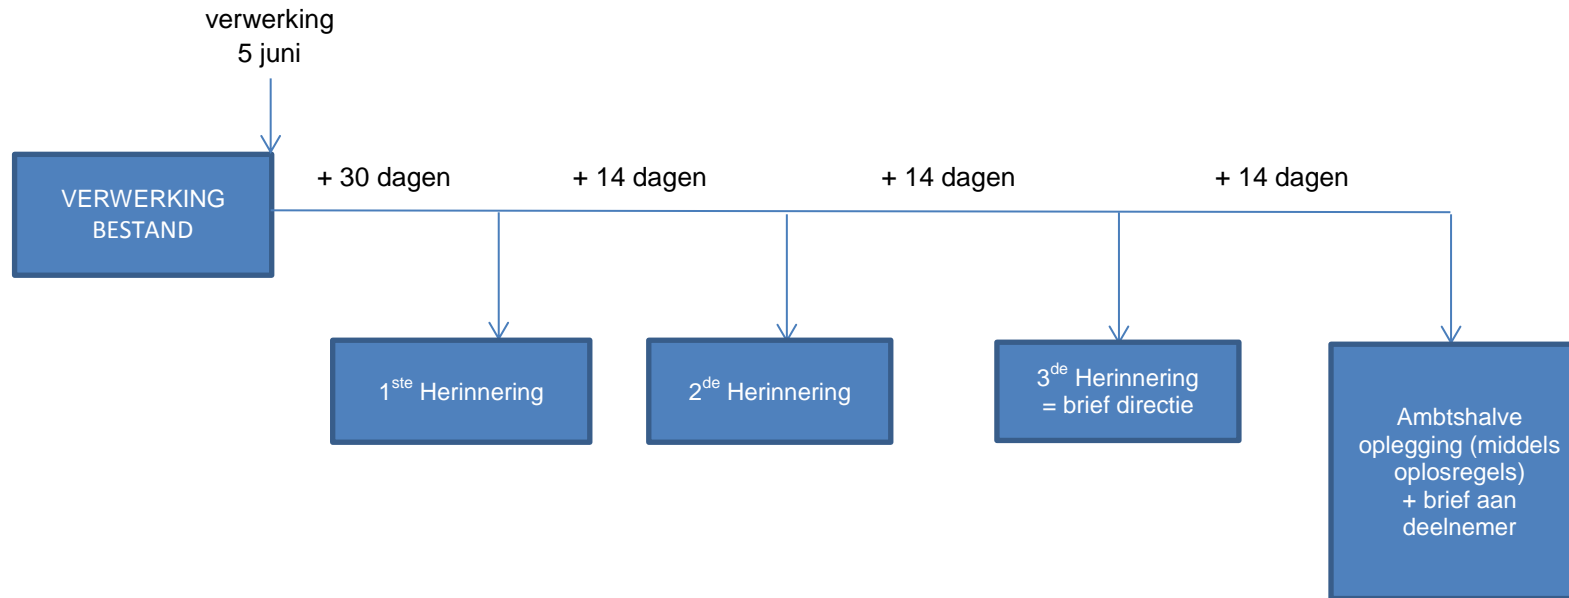 verwerking
5 juni
+ 30 dagen
+ 14 dagen
+ 14 dagen
+ 14 dagen
VERWERKING
BESTAND
1ste Herinnering
2de Herinnering
3de Herinnering
= brief directie
Ambtshalve
oplegging (middels
oplosregels)
+ brief aan
deelnemer